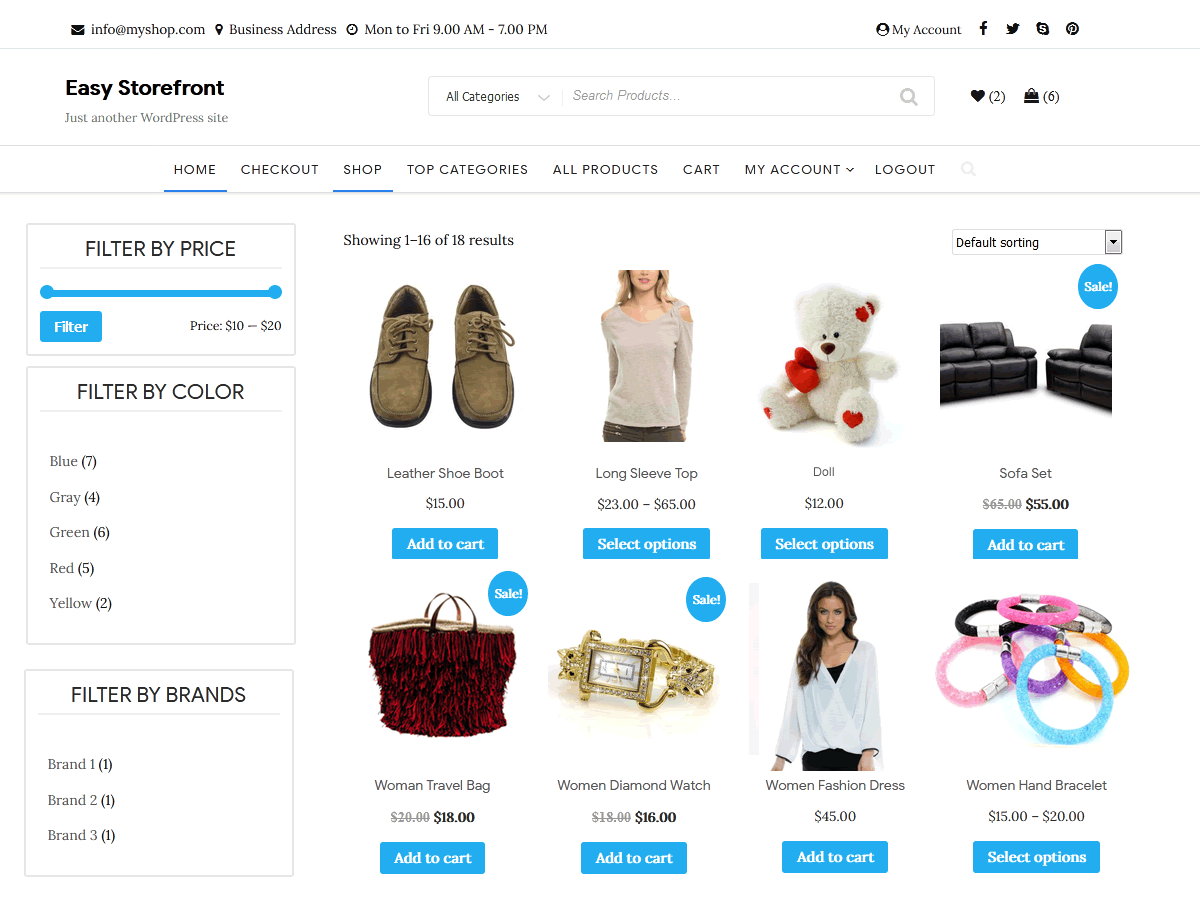 info@myshop.com Business Address Mon to Fri 9.00 AM - 7.00 PM My Account
Easy Storefront
Just another WordPress site
All Categories Search Products... (2) (6)
HOME CHECKOUT SHOP TOP CATEGORIES ALL PRODUCTS CART MY ACCOUNT LOGOUT
FILTER BY PRICE
Filter Price: $10 — $20
FILTER BY COLOR
Blue (7)
Gray (4)
Green (6)
Red (5)
Yellow (2)
FILTER BY BRANDS
Brand 1 (1)
Brand 2 (1)
Brand 3 (1)
Showing 1–16 of 18 results Default sorting
Sale!
Leather Shoe Boot Long Sleeve Top Doll Sofa Set
$15.00 $23.00 – $65.00 $12.00 $65.00 $55.00
Add to cart Select options Select options Add to cart
Sale! Sale!
Woman Travel Bag Women Diamond Watch Women Fashion Dress Women Hand Bracelet
$20.00 $18.00 $18.00 $16.00 $45.00 $15.00 – $20.00
Add to cart Add to cart Add to cart Select options